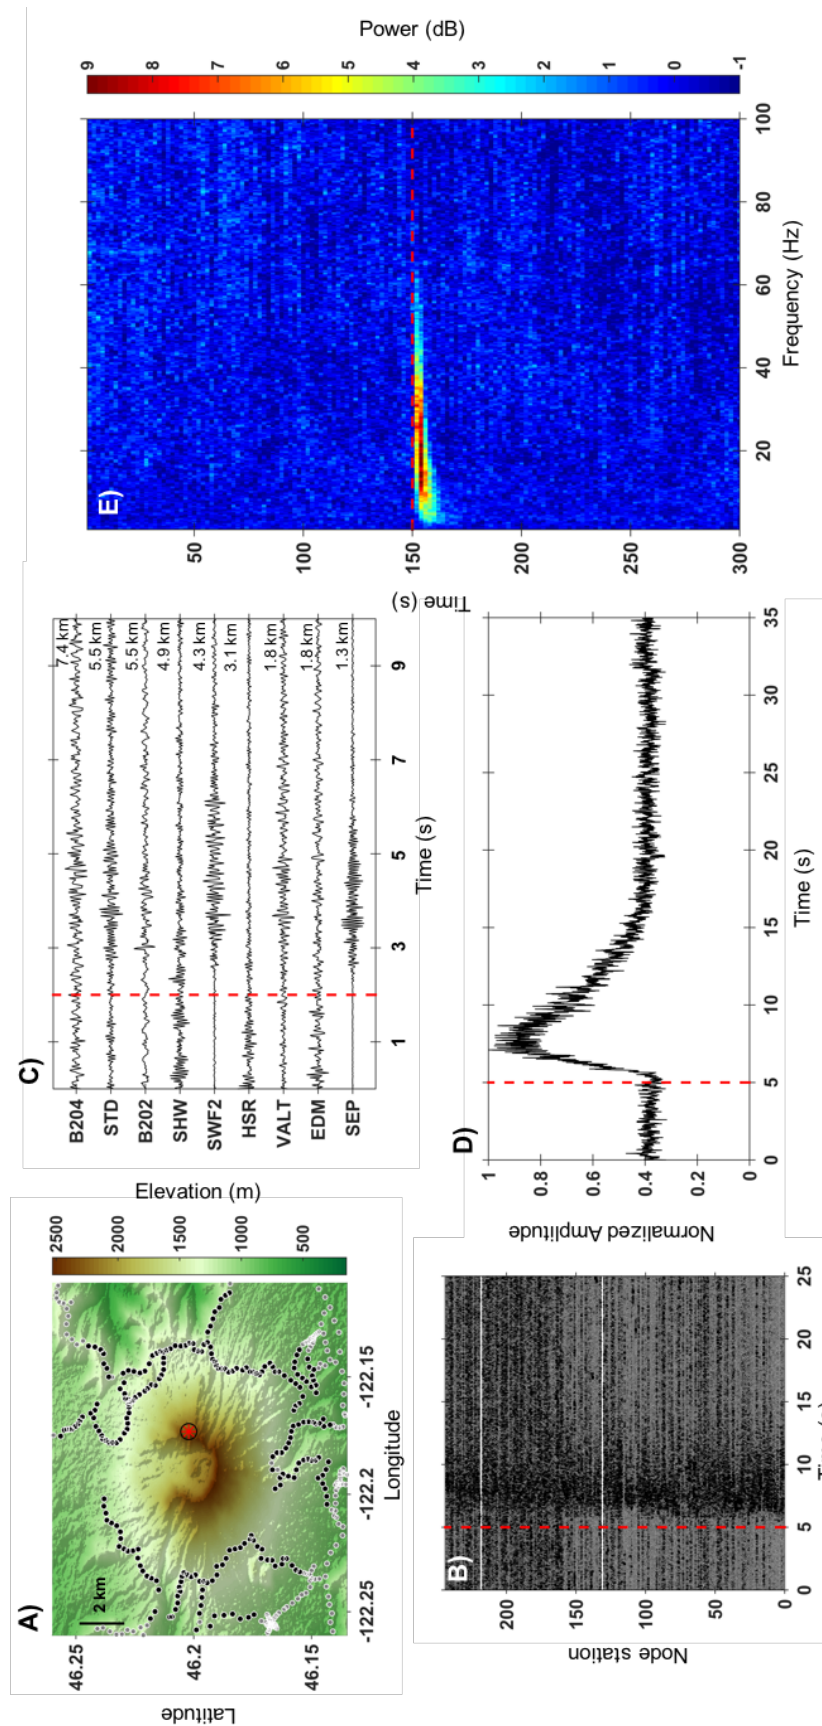 A)
2 km
46.25
46.2
46.15
Latitude
-122.25
-122.2
-122.15
Longitude
2500
2000
1500
1000
500
Elevation (m)
B)
200
150
100
50
0
Node station
0
5
10
15
20
25
C)
B204
STD
B202
SHW
SWF2
HSR
VALT
EDM
SEP
7.4 km
5.5 km
5.5 km
4.9 km
4.3 km
3.1 km
1.8 km
1.8 km
1.3 km
1
3
5
7
9
Time (s)
D)
1
0.8
0.6
0.4
0.2
0
Normalized Amplitude
0
5
10
15
20
25
30
35
Time (s)
E)
50
100
150
200
250
300
Time (s)
20
40
60
80
100
Frequency (Hz)
9
8
7
6
5
4
3
2
1
0
-1
Power (dB)